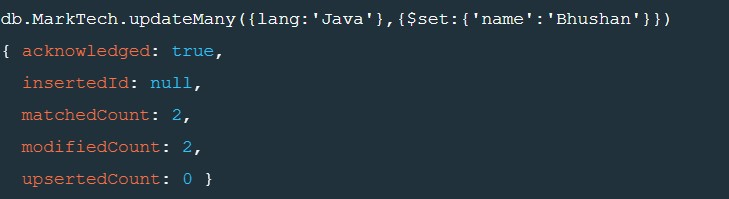 db.MarkTech.updateMany({lang:'Java'},{$set:{'name':'Bhushan'}})
{ acknowledged: true,
insertedId: null,
matchedCount: 2,
modifiedCount: 2,
upsertedCount: 0 }